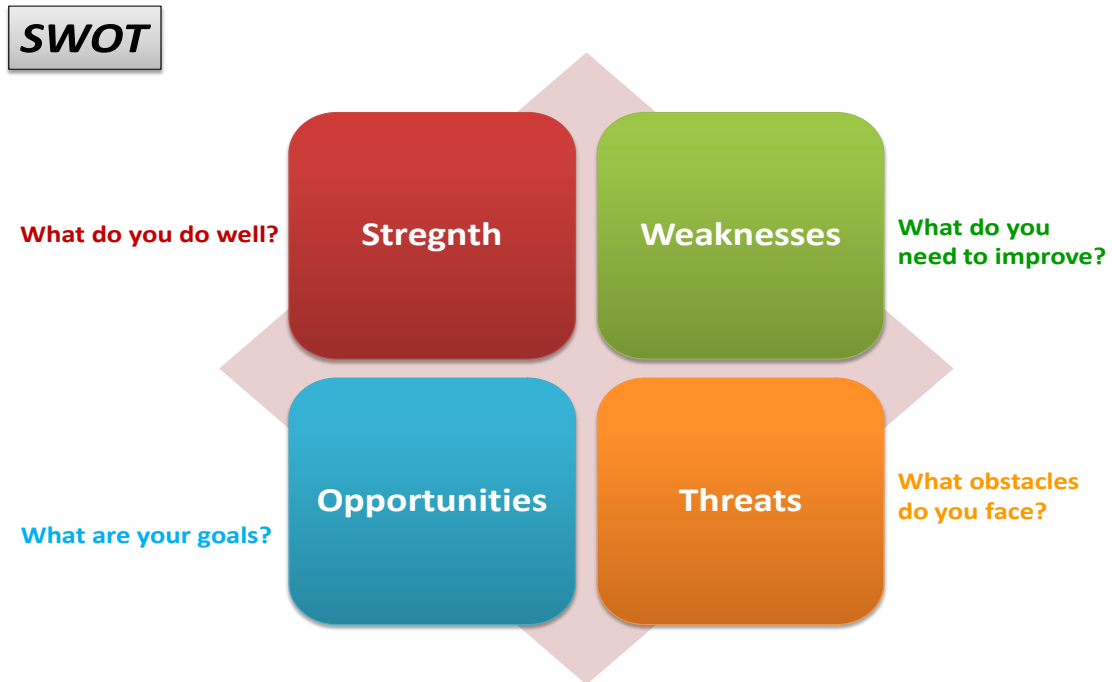 SWOT
What do you do well?
Stregnth
Weaknesses
What do you
need to improve?
What are your goals?
Opportunities
Threats
What obstacles
do you face?